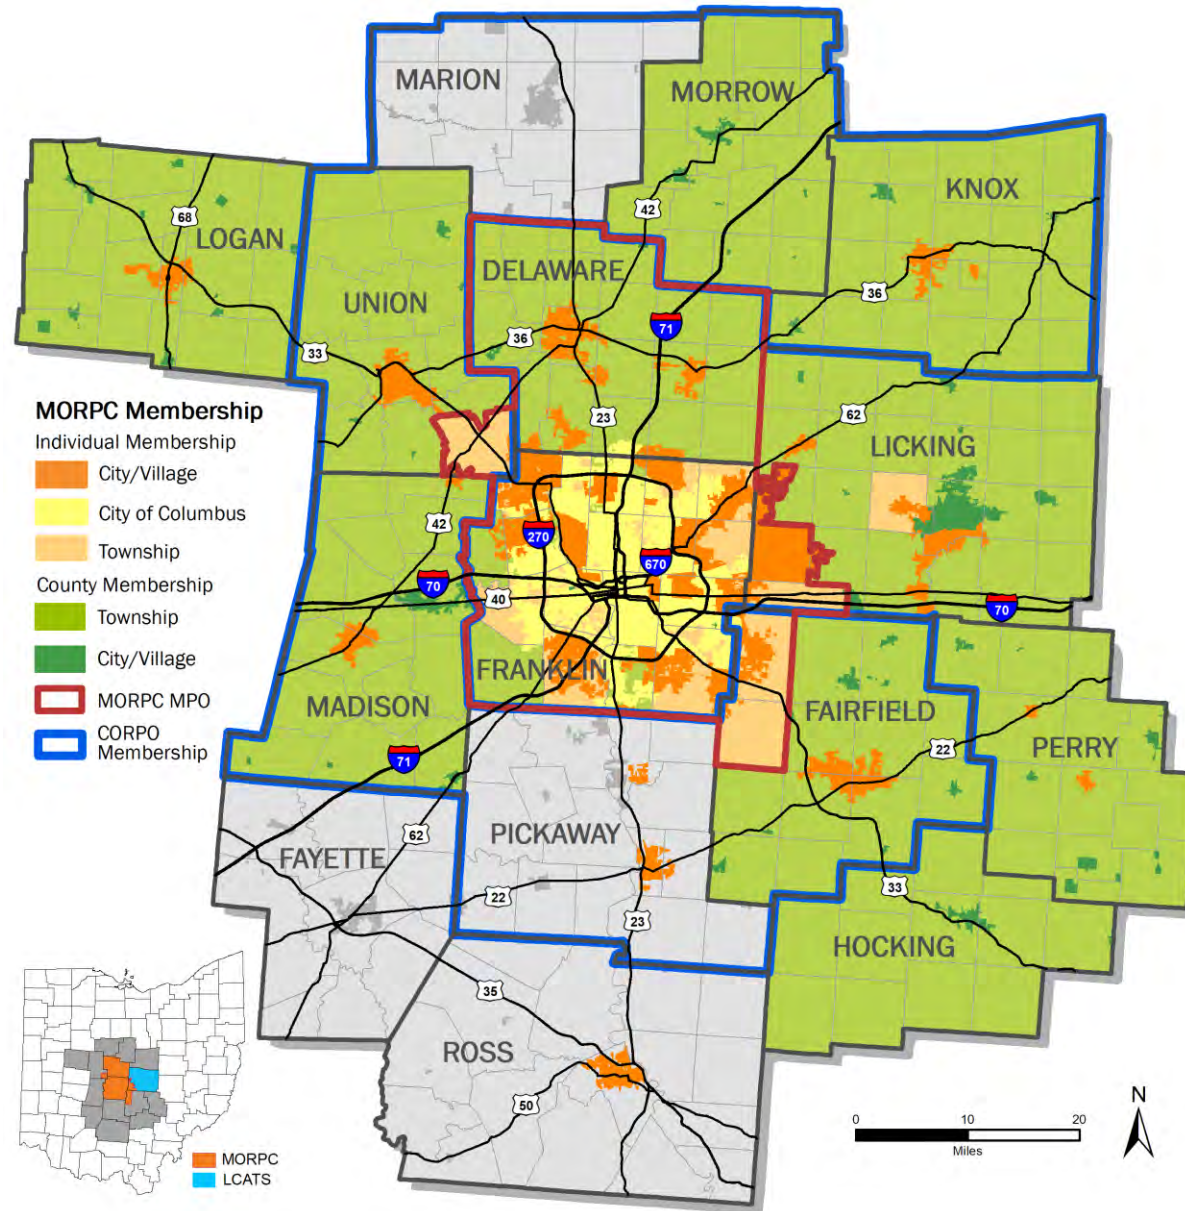 MARION
MORROW
KNOX
68
LOGAN
42
DELAWARE
UNION
36
71
36
33
23
62
LICKING
MORPC Membership
Individual Membership
City/Village
City of Columbus
Township
County Membership
Township
City/Village
MORPC MPO
CORPO
Membership
42
270
670
70
40
70
FRANKLIN
MADISON
FAIRFIELD
71
22
PERRY
62
PICKAWAY
FAYETTE
22
33
23
HOCKING
35
ROSS
50
MORPC
LCATS
0
10
20
Miles
N